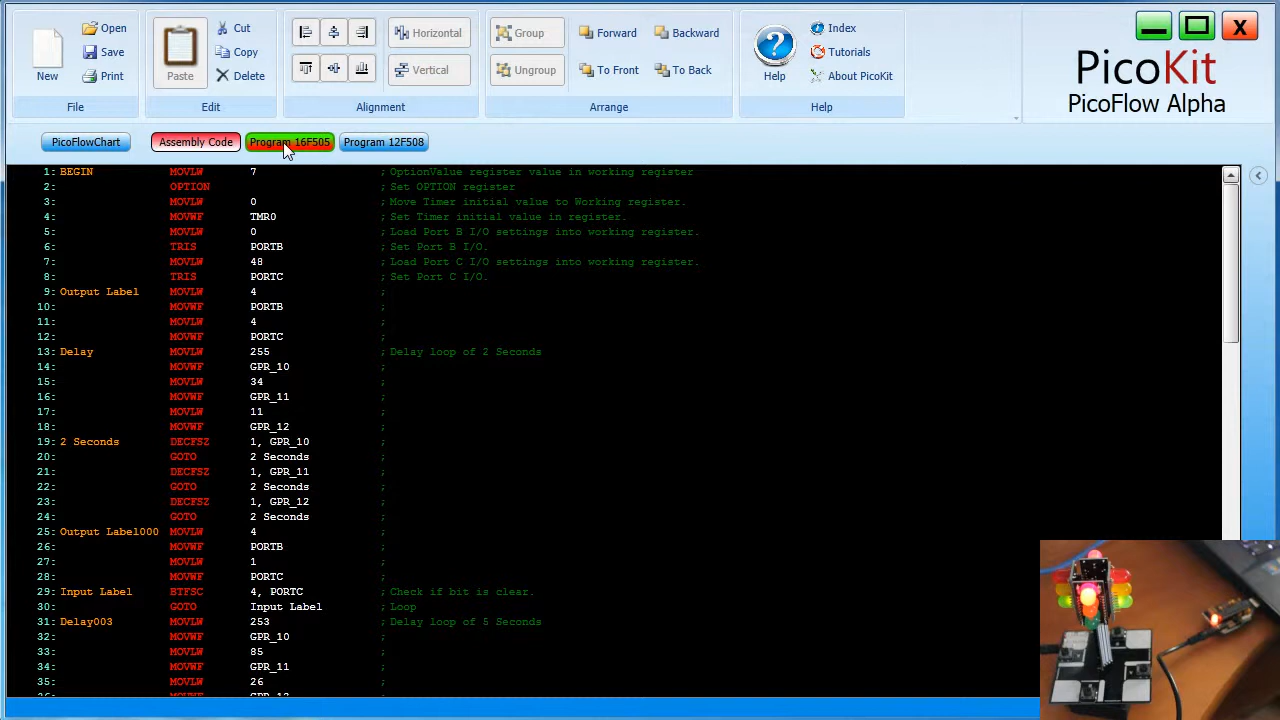 New
Open
Save
Print
File
Paste
Cut
Copy
Delete
Edit
Horizontal
Vertical
Alignment
Group
Ungroup
Forward
To Front
Backward
To Back
Arrange
Help
Index
Tutorials
About PicoKit
Help
X
PicoKit
PicoFlow Alpha
PicoFlowChart
Assembly Code
Program 16F505
Program 12F508
1: BEGIN MOVLW 7 ; OptionValue register value in working register
2: OPTION ; Set OPTION register
3: MOVLW 0 ; Move Timer initial value to Working register.
4: MOVWF TMR0 ; Set Timer initial value in register.
5: MOVLW 0 ; Load Port B I/O settings into working register.
6: TRIS PORTB ; Set Port B I/O.
7: MOVLW 48 ; Load Port C I/O settings into working register.
8: TRIS PORTC ; Set Port C I/O.
9: Output Label MOVLW 4 ;
10: MOVWF PORTB ;
11: MOVLW 4 ;
12: MOVWF PORTC ;
13: Delay MOVLW 255 ; Delay loop of 2 Seconds
14: MOVWF GPR_10 ;
15: MOVLW 34 ;
16: MOVWF GPR_11 ;
17: MOVLW 11 ;
18: MOVWF GPR_12 ;
19: 2 Seconds DECFSZ 1, GPR_10 ;
20: GOTO 2 Seconds ;
21: DECFSZ 1, GPR_11 ;
22: GOTO 2 Seconds ;
23: DECFSZ 1, GPR_12 ;
24: GOTO 2 Seconds ;
25: Output Label000 MOVLW 4 ;
26: MOVWF PORTB ;
27: MOVLW 1 ;
28: MOVWF PORTC ;
29: Input Label BTFSC 4, PORTC ; Check if bit is clear.
30: GOTO Input Label ; Loop
31: Delay003 MOVLW 253 ; Delay loop of 5 Seconds
32: MOVWF GPR_10 ;
33: MOVLW 85 ;
34: MOVWF GPR_11 ;
35: MOVLW 26 ;
36: MOVWF GPR_12 ;